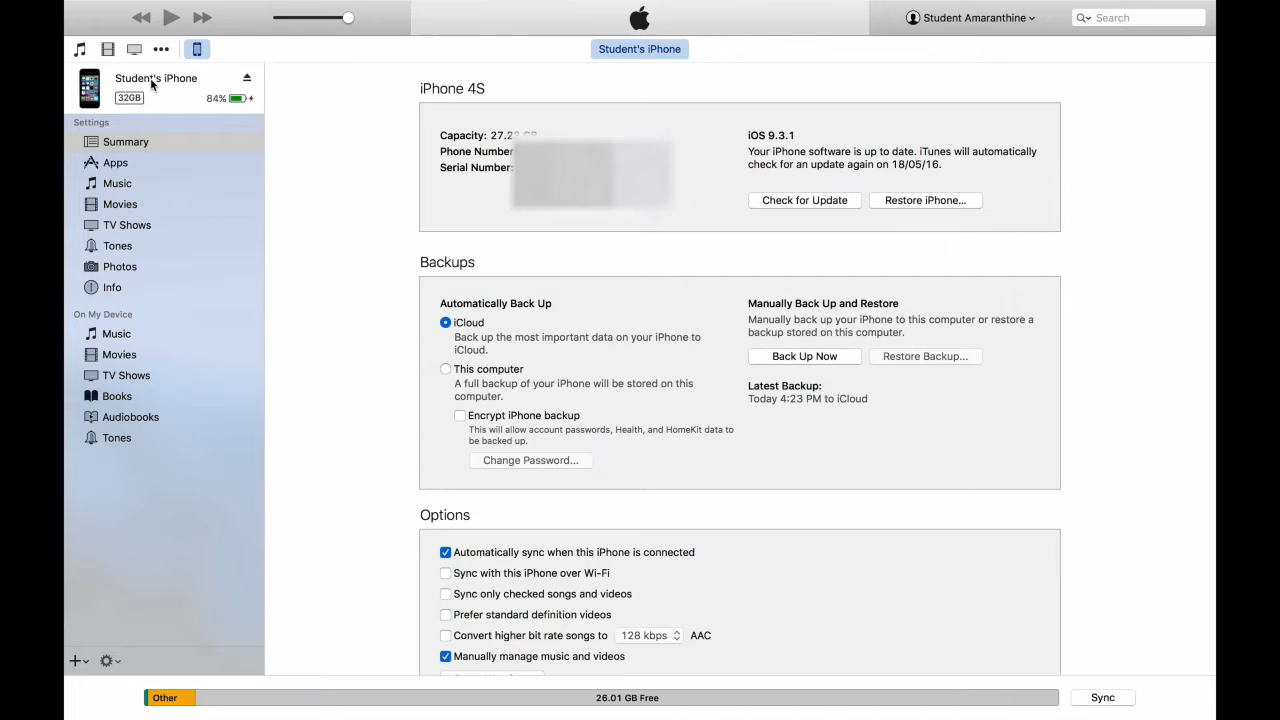 Student Amaranthine
Search
Student's iPhone
Student's iPhone
32GB
84%
Settings
Summary
Apps
Music
Movies
TV Shows
Tones
Photos
Info
On My Device
Music
Movies
TV Shows
Books
Audiobooks
Tones
iPhone 4S
Capacity:
Phone Number
Serial Number:
iOS 9.3.1
Your iPhone software is up to date. iTunes will automatically
check for an update again on 18/05/16.
Check for Update
Restore iPhone...
Backups
Automatically Back Up
iCloud
Back up the most important data on your iPhone to
iCloud.
This computer
A full backup of your iPhone will be stored on this
computer.
Encrypt iPhone backup
This will allow account passwords, Health, and HomeKit data to
be backed up.
Change Password...
Manually Back Up and Restore
Manually back up your iPhone to this computer or restore a
backup stored on this computer.
Back Up Now
Restore Backup...
Latest Backup:
Today 4:23 PM to iCloud
Options
Automatically sync when this iPhone is connected
Sync with this iPhone over Wi-Fi
Sync only checked songs and videos
Prefer standard definition videos
Convert higher bit rate songs to 128 kbps AAC
Manually manage music and videos
Other
26.01 GB Free
Sync